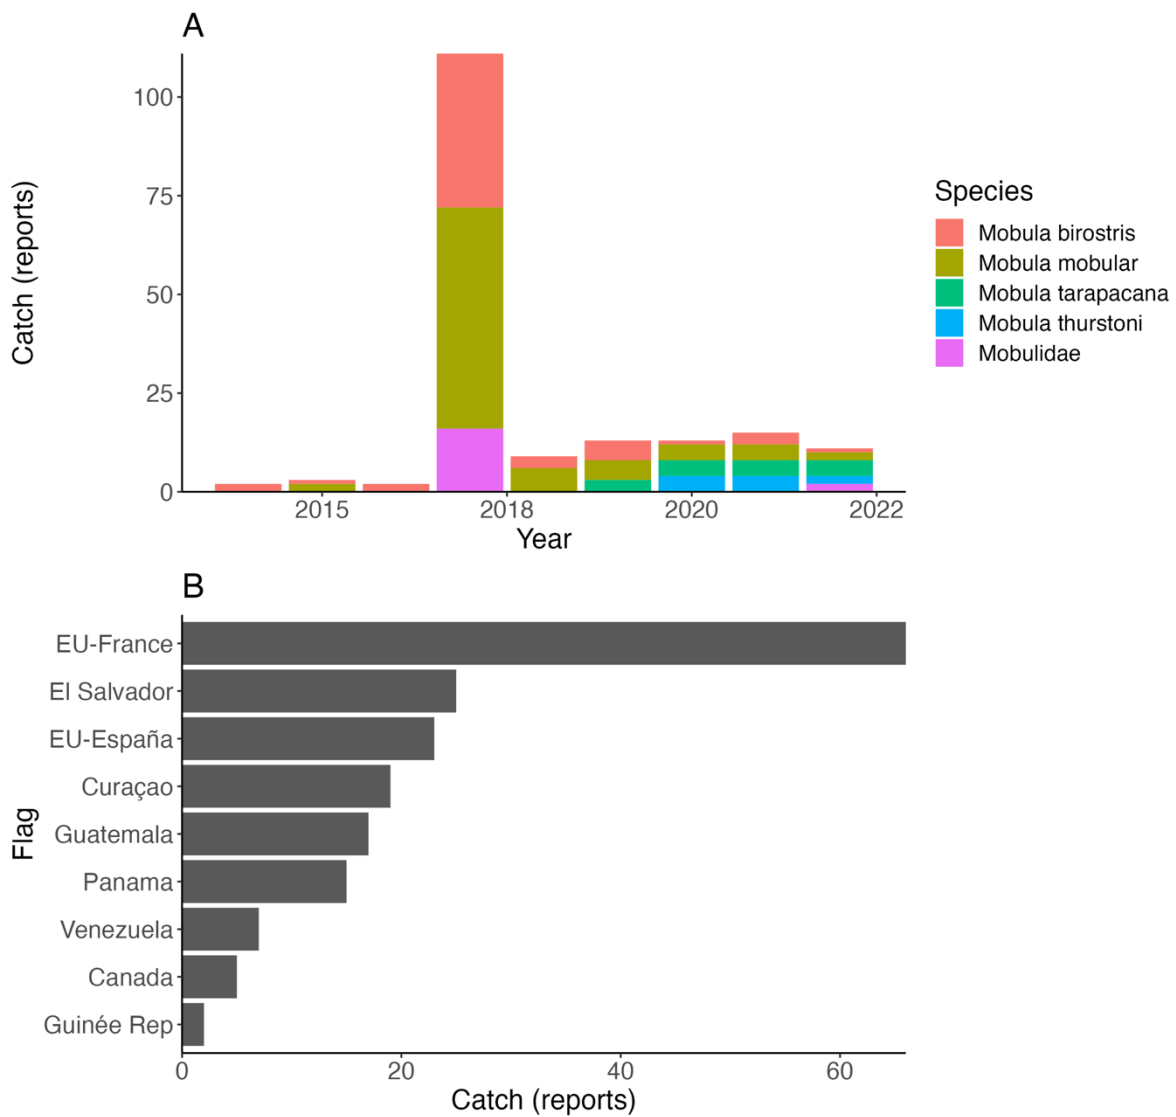 A
Catch (reports)
100
75
50
25
0
2015
2018
2020
2022
Year
Species
Mobula birostris
Mobula mobular
Mobula tarapacana
Mobula thurstoni
Mobulidae
B
Flag
EU-France
El Salvador
EU-España
Curaçao
Guatemala
Panama
Venezuela
Canada
Guinée Rep
0
20
40
60
Catch (reports)